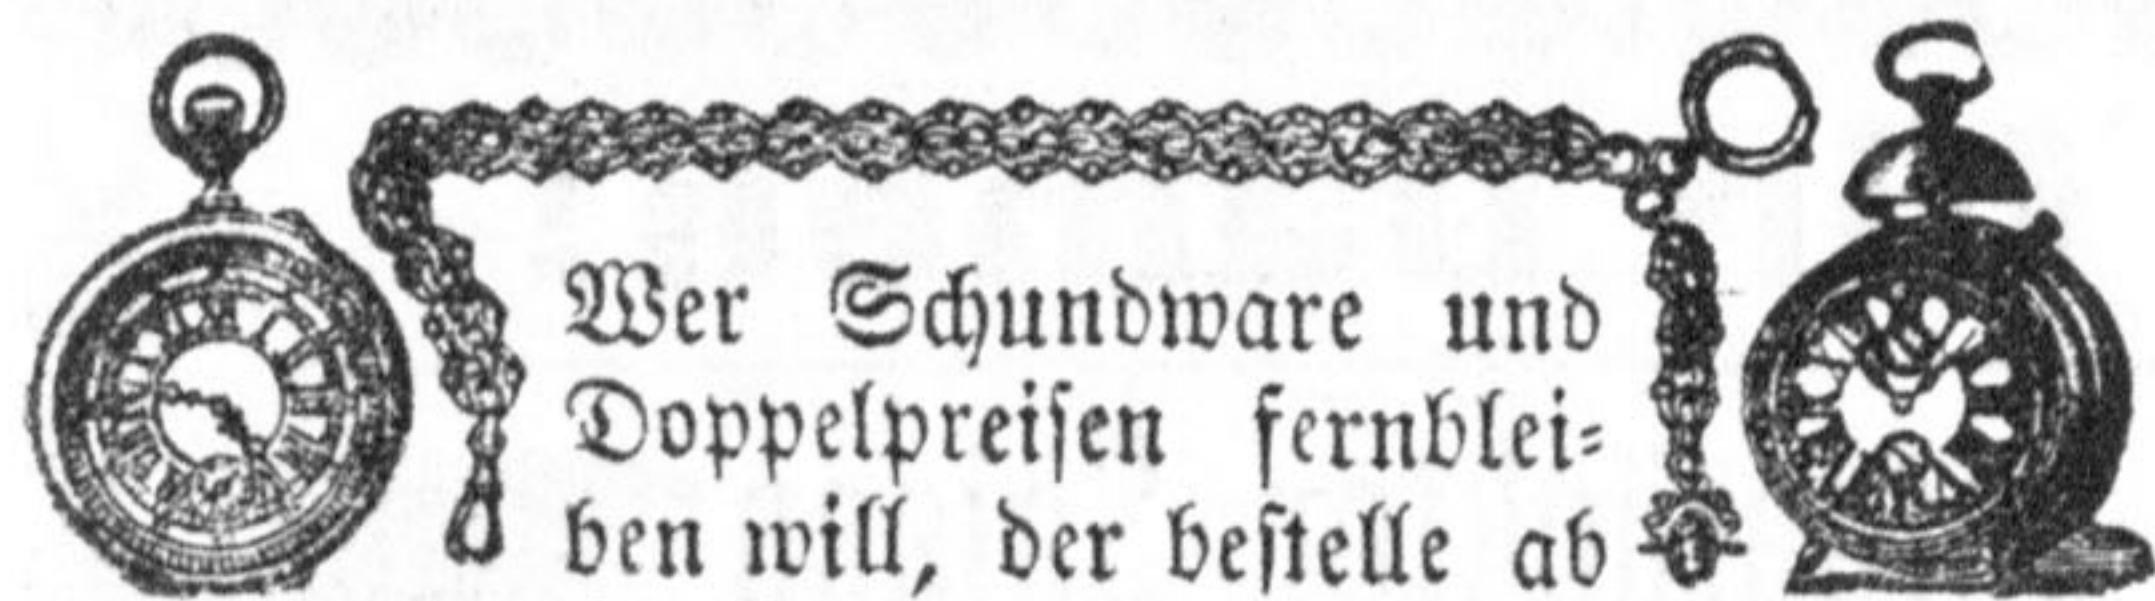 Wer Schundware und
Doppelpreiſen fernblei⸗
ben will, der beſtelle ab